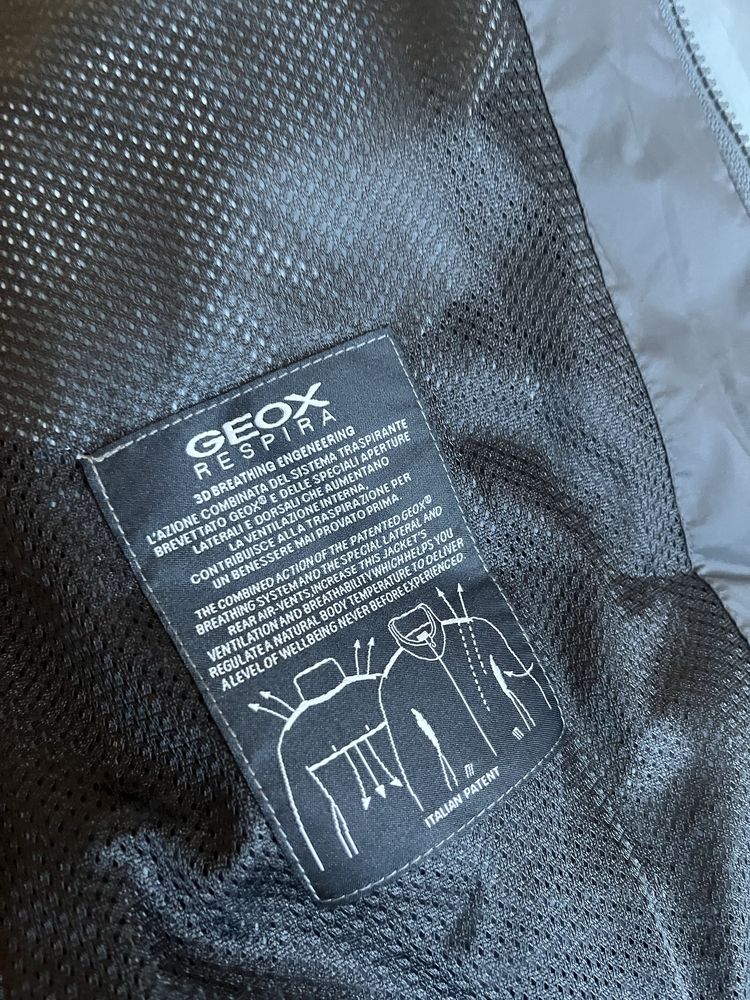 GEOX
RESPIRA
3D BREATHING ENGENEERING
L'AZIONE COMBINATA DEL SISTEMA TRASPIRANTE
BREVETTATO GEOX® E DELLE SPECIALI APERTURE
LATERALI E DORSALI CHE AUMENTANO
LA VENTILAZIONE INTERNA,
CONTRIBUISCE ALLA TRASPIRAZIONE PER
UN BENESSERE MAI PROVATO PRIMA.
THE COMBINED ACTION OF THE PATENTED GEOX®
BREATHING SYSTEM AND THE SPECIAL LATERAL AND
REAR AIR-VENTS, INCREASE THIS JACKET'S
VENTILATION AND BREATHABILITY WHICH HELPS YOU
REGULATE A NATURAL BODY TEMPERATURE TO DELIVER
A LEVEL OF WELLBEING NEVER BEFORE EXPERIENCED.
ITALIAN PATENT